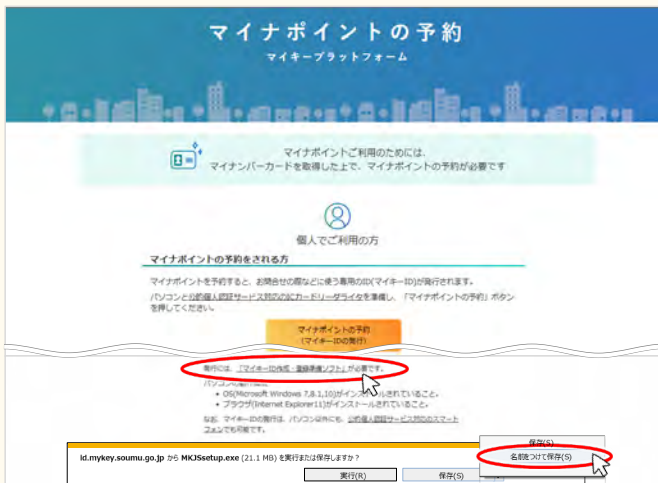 マイナポイントの予約
マイキープラットフォーム
マイナポイントご利用のためには、
マイナンバーカードを取得した上で、マイナポイントの予約が必要です
個人でご利用の方
マイナポイントの予約をされる方
マイナポイントを予約すると、お問合せの際などに使う専用のID(マイキーID)が発行されます。
パソコンと公的個人認証サービス対応のICカードリーダライタを準備し、「マイナポイントの予約」ボタン
を押してください。
マイナポイントの予約
(マイキーIDの発行)
発行には、「マイキーID作成・登録準備ソフト」が必要です。
パソコンの動作環境
• OS(Microsoft Windows 7,8.1,10)がインストールされていること。
• ブラウザ(Internet Explorer11)がインストールされていること。
なお、マイキーIDの発行は、パソコン以外にも、公的個人認証サービス対応のスマート
フォンでも可能です。
保存(S)
id.mykey.soumu.go.jp から MKJSsetup.exe (21.1 MB) を実行または保存しますか?
名前をつけて保存(S)
実行(R)
保存(S)